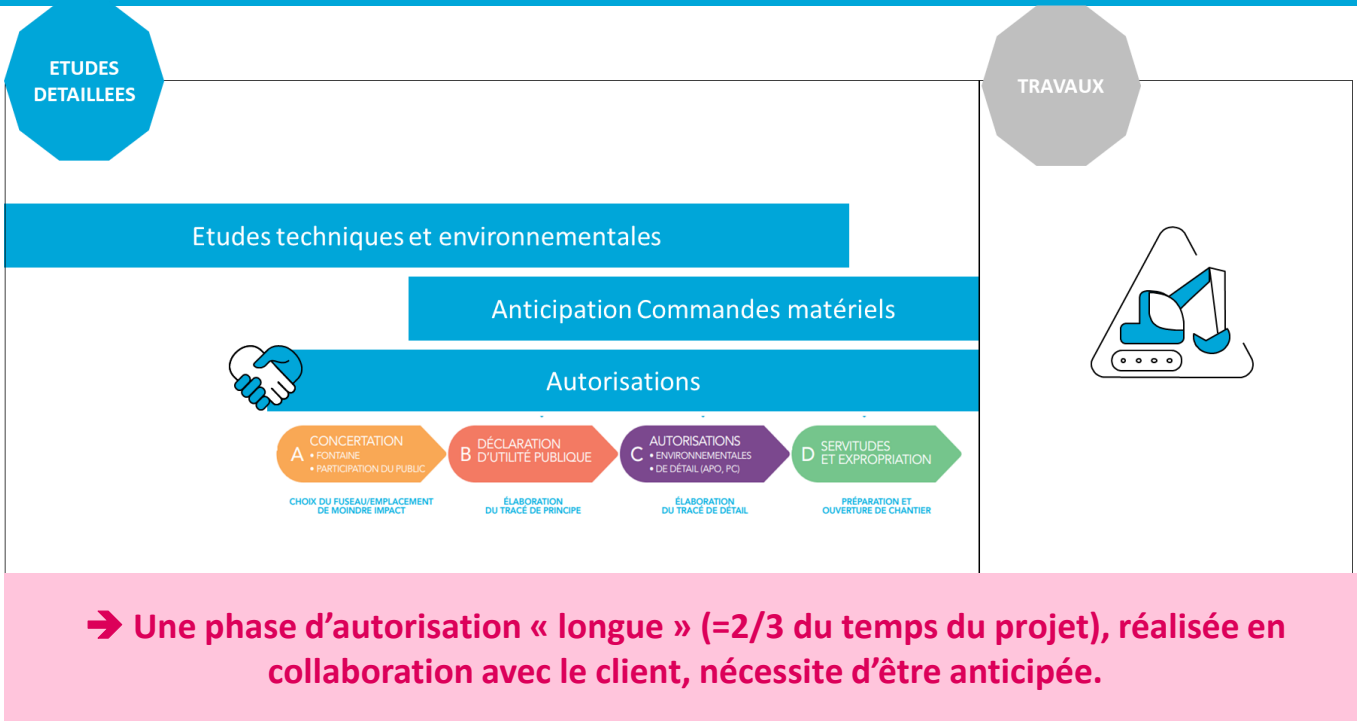 ETUDES
DETAILLEES
TRAVAUX
Etudes techniques et environnementales
Anticipation Commandes matériels
Autorisations
A
CONCERTATION
• FONTAINE
• PARTICIPATION DU PUBLIC
B
DÉCLARATION
D'UTILITÉ PUBLIQUE
C
AUTORISATIONS
• ENVIRONNEMENTALES
• DE DÉTAIL (APO, PC)
D
SERVITUDES
ET EXPROPRIATION
CHOIX DU FUSEAU/EMPLACEMENT
DE MOINDRE IMPACT
ÉLABORATION
DU TRACÉ DE PRINCIPE
ÉLABORATION
DU TRACÉ DE DÉTAIL
PRÉPARATION ET
OUVERTURE DE CHANTIER
➔ Une phase d'autorisation « longue » (=2/3 du temps du projet), réalisée en
collaboration avec le client, nécessite d'être anticipée.